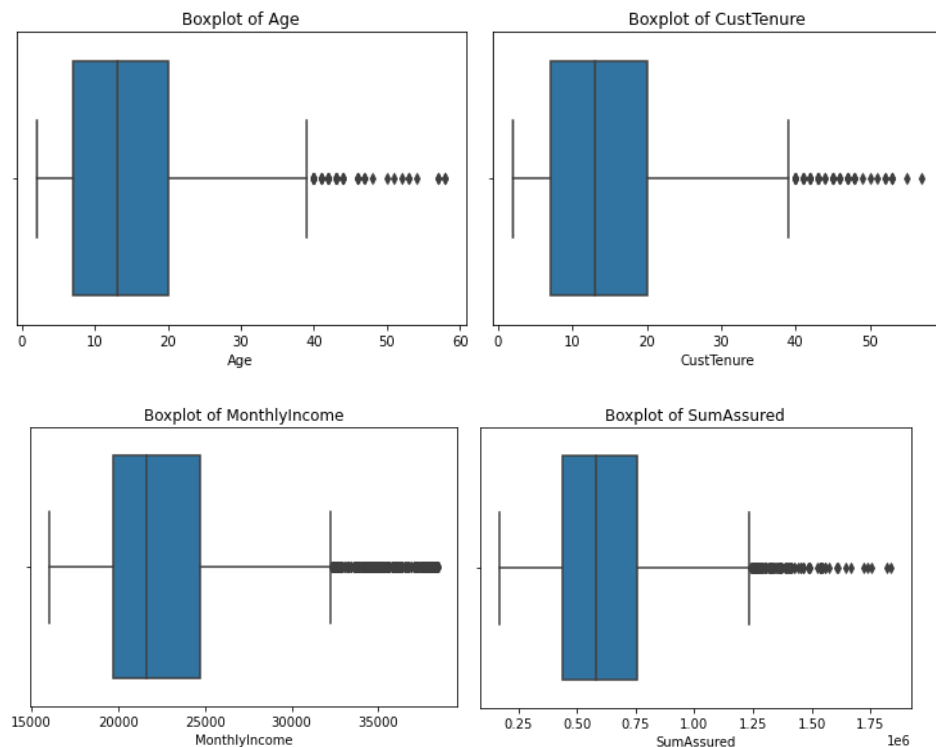 Boxplot of Age
0 10 20 30 40 50 60
Age
Boxplot of CustTenure
0 10 20 30 40 50
CustTenure
Boxplot of MonthlyIncome
15000 20000 25000 30000 35000
MonthlyIncome
Boxplot of SumAssured
0.25 0.50 0.75 1.00 1.25 1.50 1.75
1e6
SumAssured